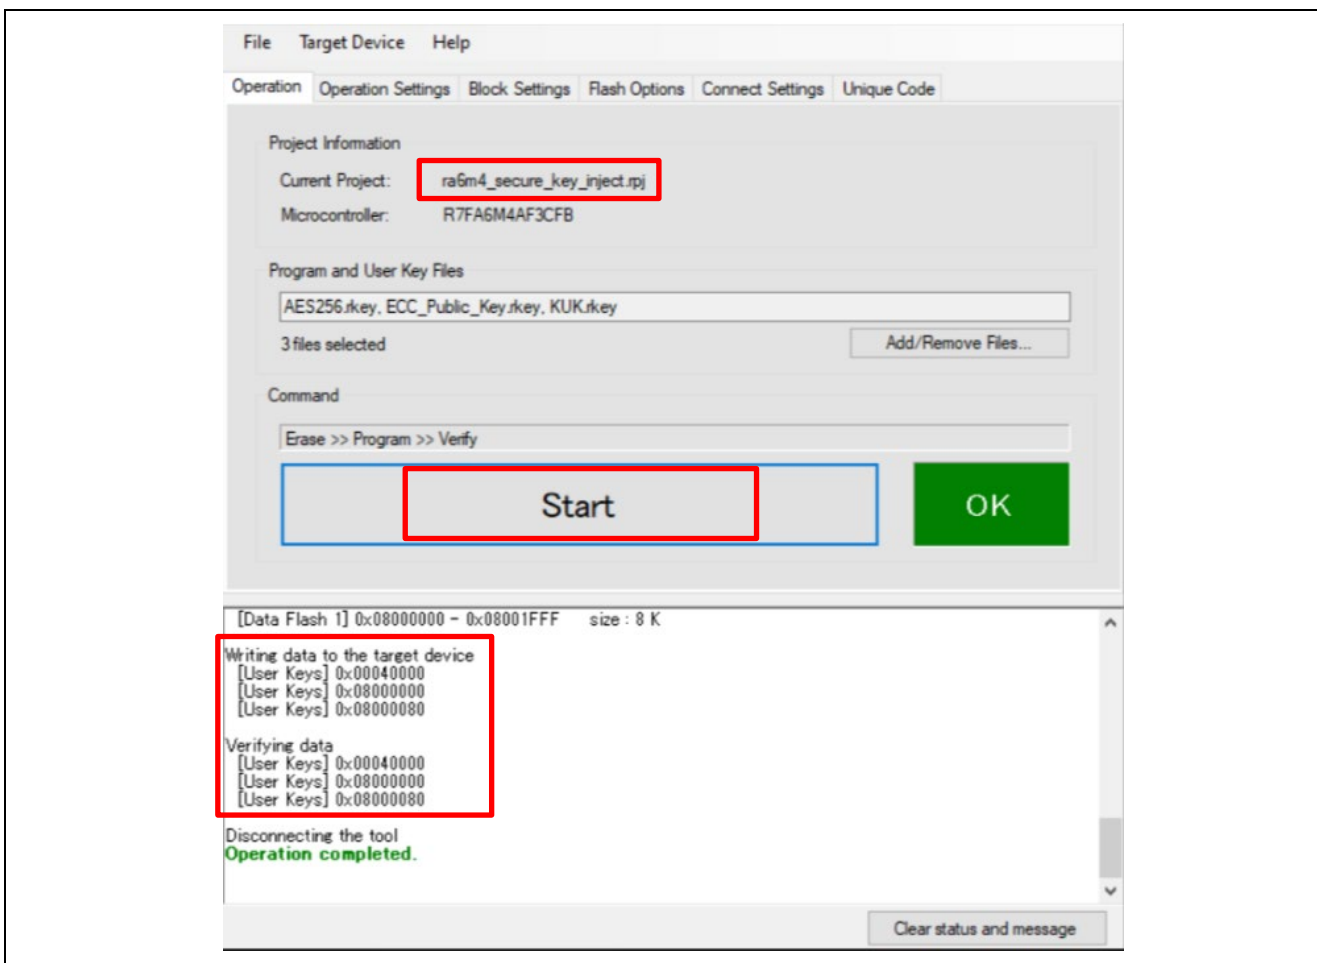 File Target Device Help
Operation Operation Settings Block Settings Flash Options Connect Settings Unique Code
Project Information
Current Project: ra6m4_secure_key_inject.rpj
Microcontroller: R7FA6M4AF3CFB
Program and User Key Files
AES256.rkey, ECC_Public_Key.rkey, KUK.rkey
3 files selected Add/Remove Files...
Command
Erase >> Program >> Verify
Start OK
[Data Flash 1] 0x08000000 - 0x08001FFF size : 8 K
Writing data to the target device
[User Keys] 0x00040000
[User Keys] 0x08000000
[User Keys] 0x08000080
Verifying data
[User Keys] 0x00040000
[User Keys] 0x08000000
[User Keys] 0x08000080
Disconnecting the tool
Operation completed.
Clear status and message